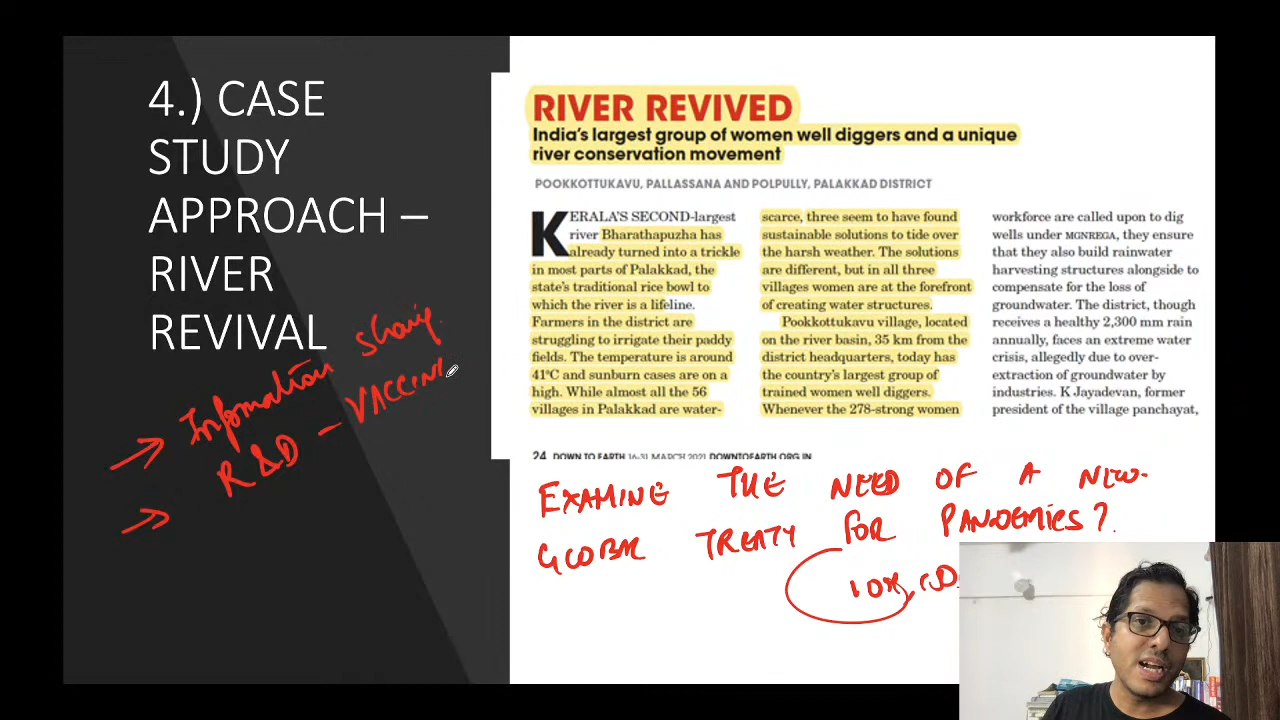 4.) CASE
STUDY
APPROACH –
RIVER
REVIVAL
→ Information sharing
→ R&D – VACCIN
RIVER REVIVED
India's largest group of women well diggers and a unique
river conservation movement
POOKKOTTUKAVU, PALLASSANA AND POLPULLY, PALAKKAD DISTRICT
KERALA'S SECOND-largest
river Bharathapuzha has
already turned into a trickle
in most parts of Palakkad, the
state's traditional rice bowl to
which the river is a lifeline.
Farmers in the district are
struggling to irrigate their paddy
fields. The temperature is around
41°C and sunburn cases are on a
high. While almost all the 56
villages in Palakkad are water-
scarce, three seem to have found
sustainable solutions to tide over
the harsh weather. The solutions
are different, but in all three
villages women are at the forefront
of creating water structures.
Pookkottukavu village, located
on the river basin, 35 km from the
district headquarters, today has
the country's largest group of
trained women well diggers.
Whenever the 278-strong women
workforce are called upon to dig
wells under MGNREGA, they ensure
that they also build rainwater
harvesting structures alongside to
compensate for the loss of
groundwater. The district, though
receives a healthy 2,300 mm rain
annually, faces an extreme water
crisis, allegedly due to over-
extraction of groundwater by
industries. K Jayadevan, former
president of the village panchayat,
24 DOWN TO EARTH 16-31 MARCH 2021 DOWNTOEARTH.ORG.IN
EXAMINE THE NEED OF A NEW
GLOBAL TREATY FOR PANDEMICS?